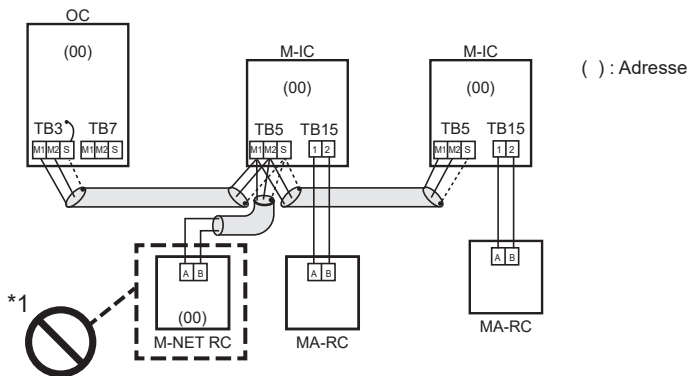 OC
(00)
TB3 TB7
M1 M2 S M1 M2 S
M-IC
(00)
TB5 TB15
M1 M2 S 1 2
M-IC
(00)
TB5 TB15
M1 M2 S 1 2
( ) : Adresse
*1
A B
(00)
M-NET RC
A B
MA-RC
A B
MA-RC